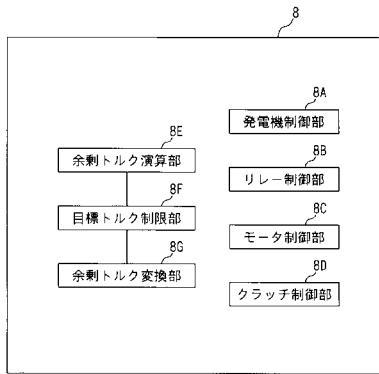 8
8A
発電機制御部
8E
余剰トルク演算部
8B
リレー制御部
8F
目標トルク制限部
8C
モータ制御部
8G
余剰トルク変換部
8D
クラッチ制御部